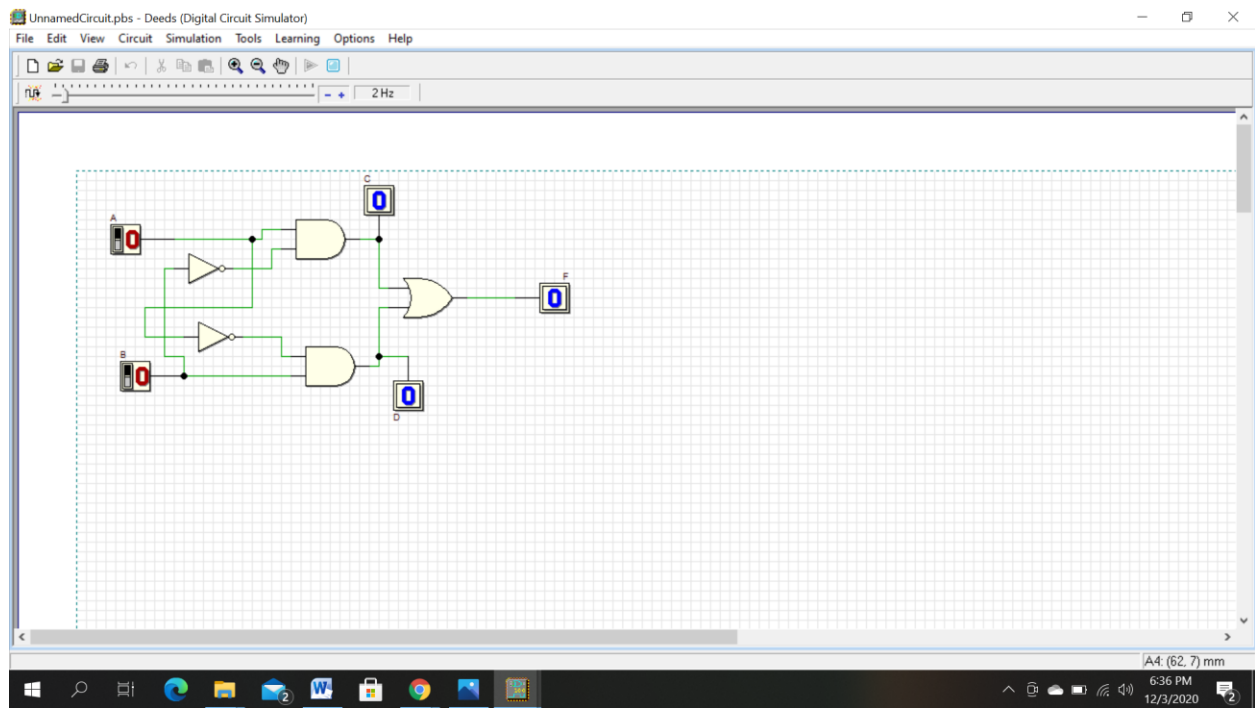 UnnamedCircuit.pbs - Deeds (Digital Circuit Simulator)
File Edit View Circuit Simulation Tools Learning Options Help
2 Hz
C
0
A
0
F
0
B
0
0
D
A4: (62, 7) mm
6:36 PM
12/3/2020
2
2